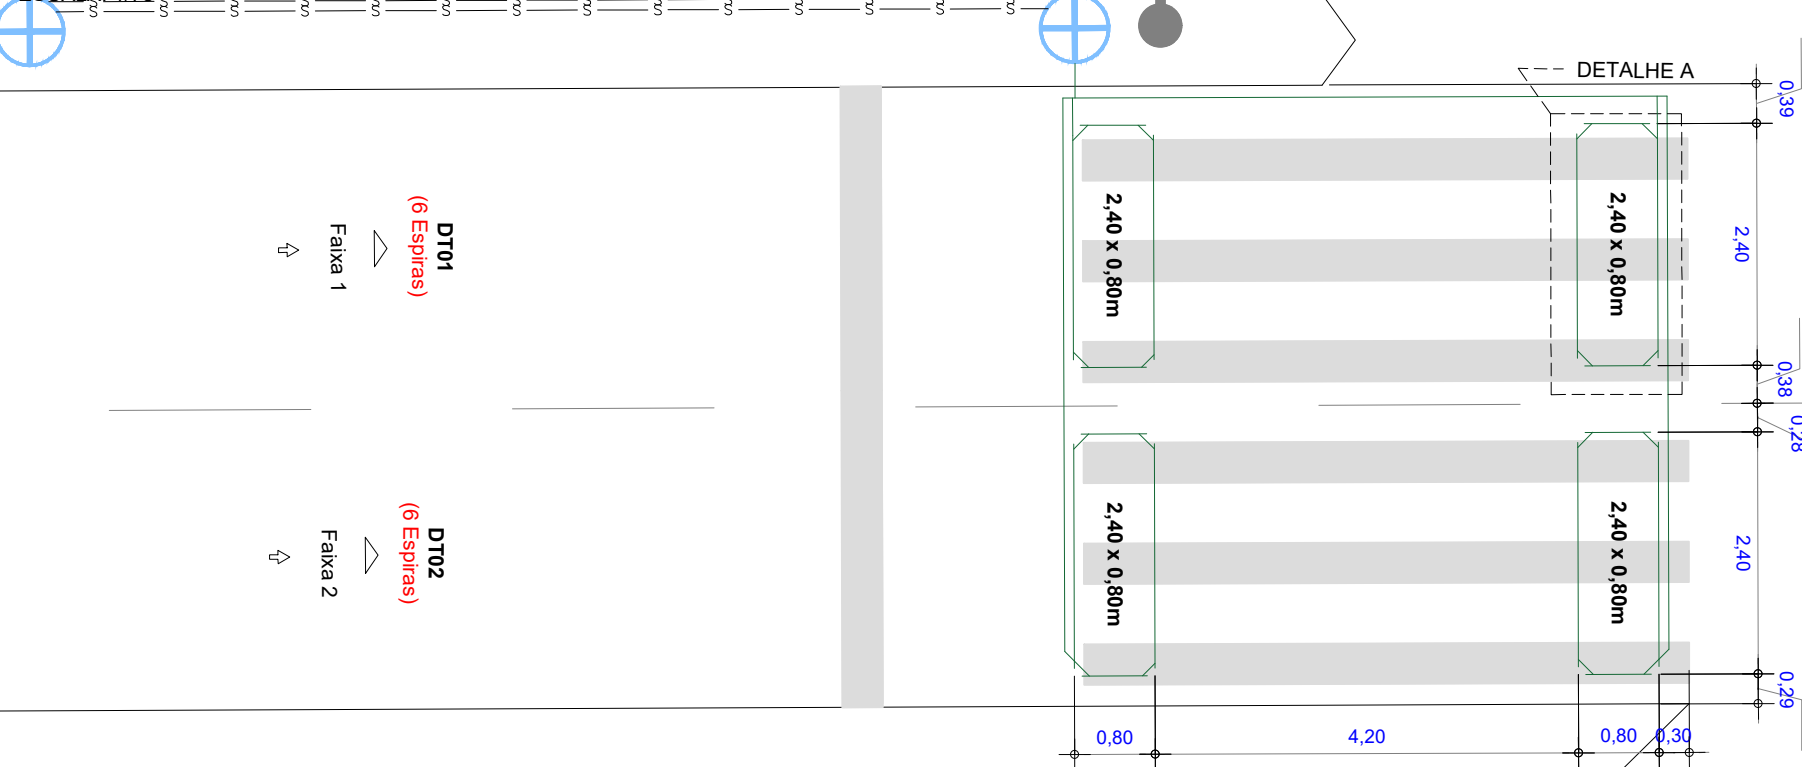 DETALHE A
0,39
2,40
0,38
0,28
2,40
0,29
DT01
(6 Espiras)
Faixa 1
2,40 x 0,80m
2,40 x 0,80m
DT02
(6 Espiras)
Faixa 2
2,40 x 0,80m
2,40 x 0,80m
0,80
4,20
0,80
0,30